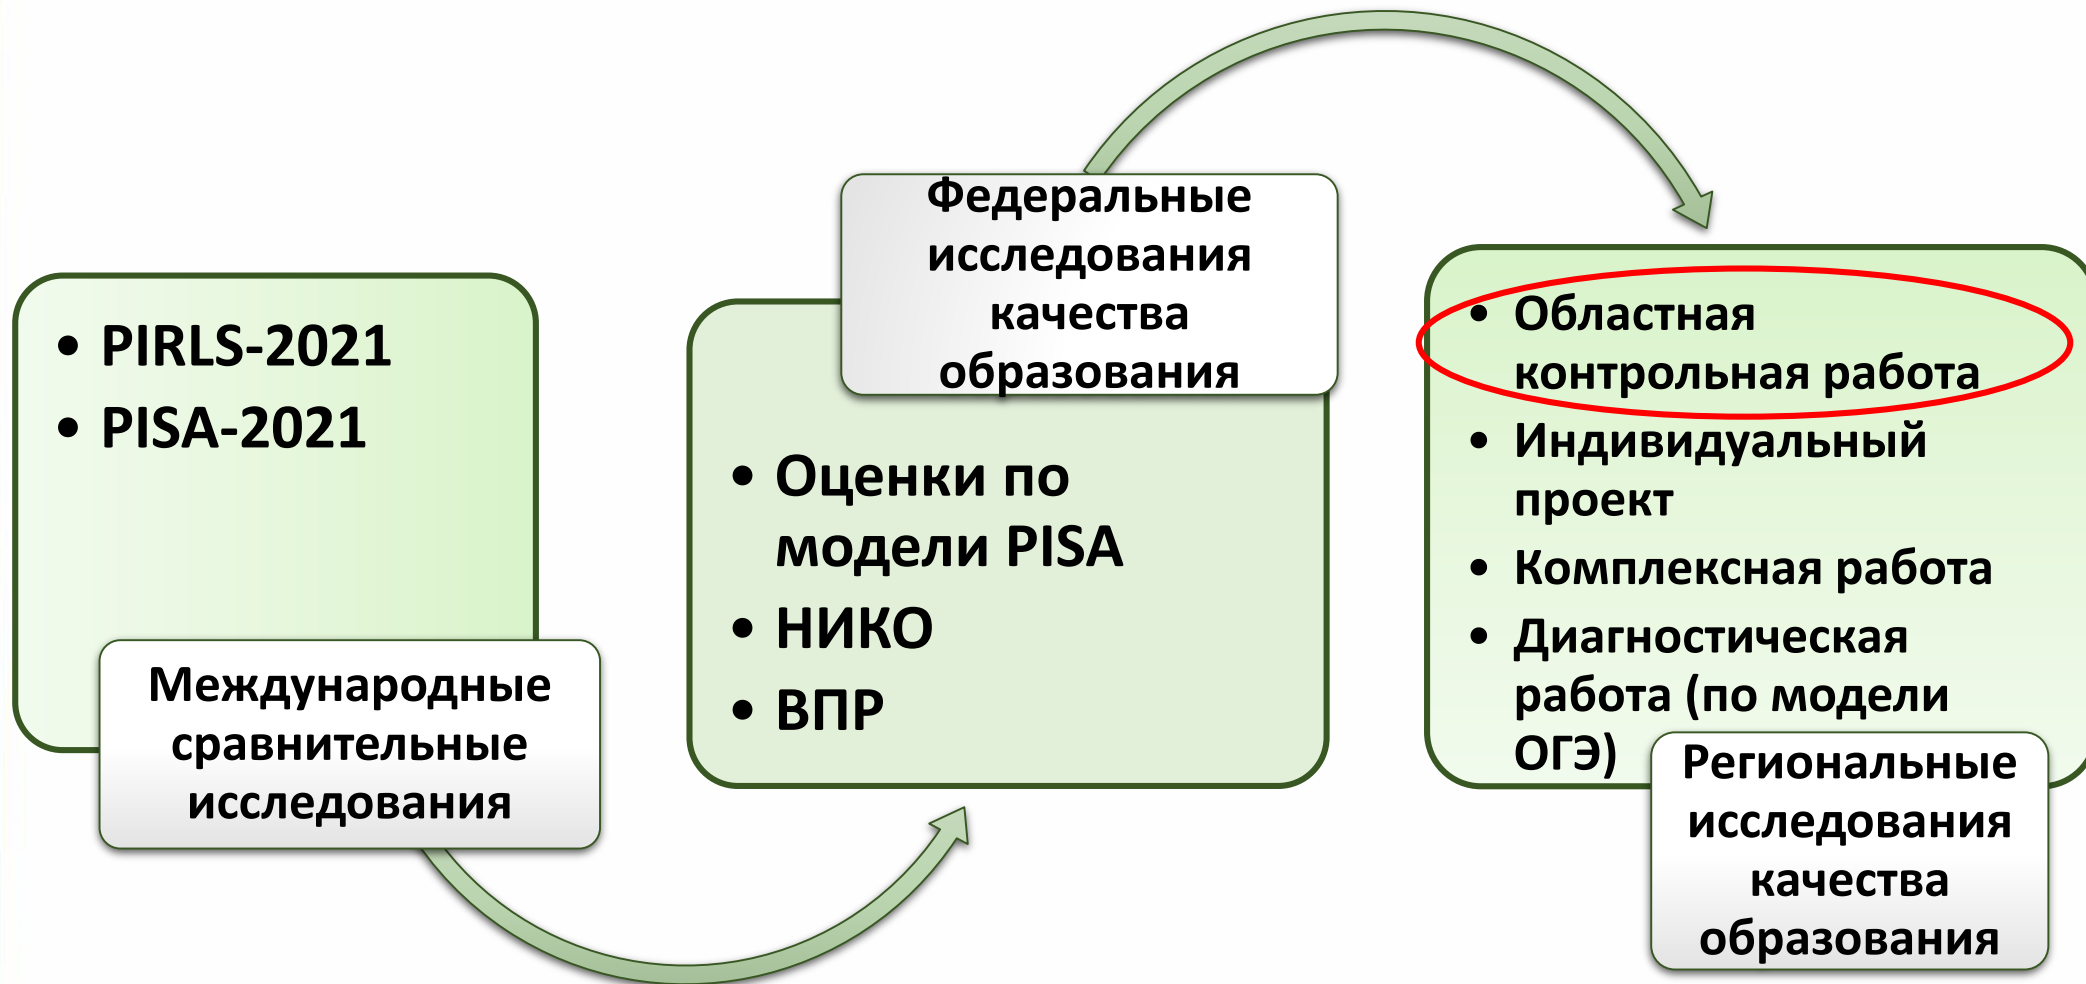 • PIRLS-2021
• PISA-2021
Международные
сравнительные
исследования
Федеральные
исследования
качества
образования
• Оценки по
модели PISA
• НИКО
• ВПР
• Областная
контрольная работа
• Индивидуальный
проект
• Комплексная работа
• Диагностическая
работа (по модели
ОГЭ)
Региональные
исследования
качества
образования